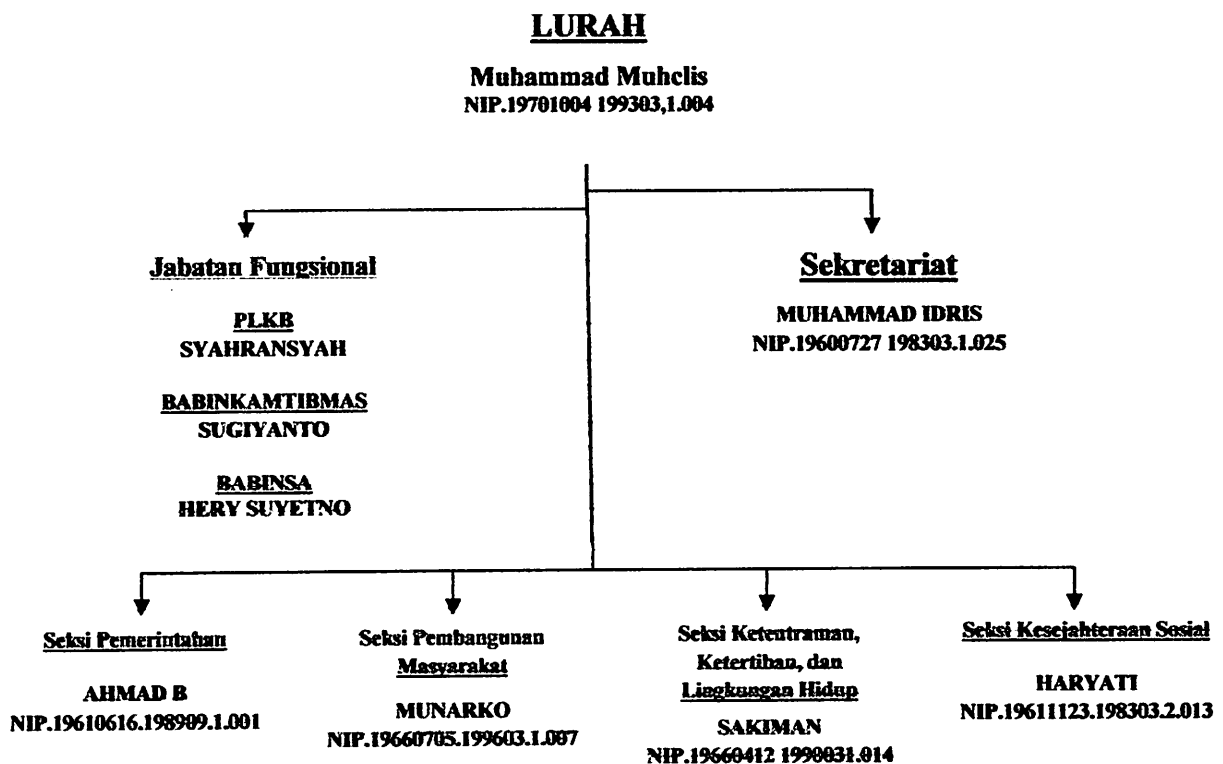 LURAH
Muhammad Muhclis
NIP.19701004 199303,1.004
Jabatan Fungsional
PLKB
SYAHRANSYAH
BABINKAMTIBMAS
SUGIYANTO
BABINSA
HERY SUYETNO
Sekretariat
MUHAMMAD IDRIS
NIP.19600727 198303.1.025
Seksi Pemerintahan
AHMAD B
NIP.19610616.198909.1.001
Seksi Pembangunan
Masyarakat
MUNARKO
NIP.19660705.199603.1.007
Seksi Ketentraman,
Ketertiban, dan
Lingkungan Hidup
SAKIMAN
NIP.19660412 1990031.014
Seksi Kesejahteraan Sosial
HARYATI
NIP.19611123.198303.2.013